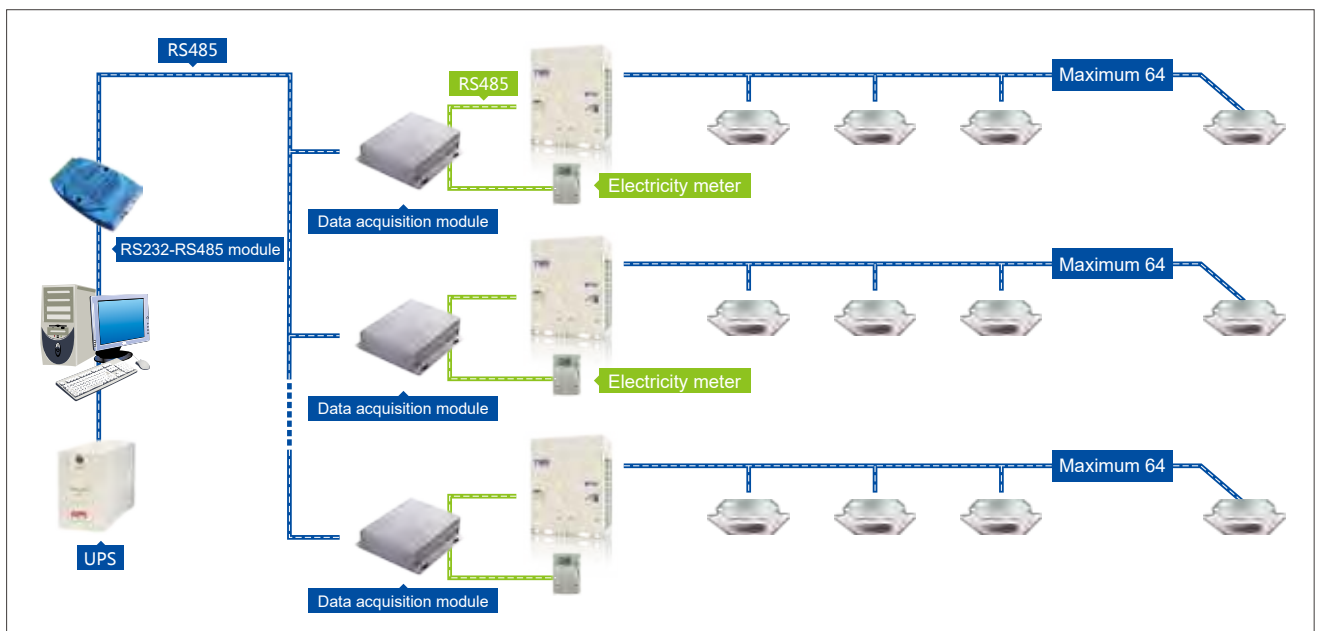 RS485
RS485
Maximum 64
Electricity meter
Data acquisition module
RS232-RS485 module
Maximum 64
Electricity meter
Data acquisition module
Maximum 64
UPS
Data acquisition module